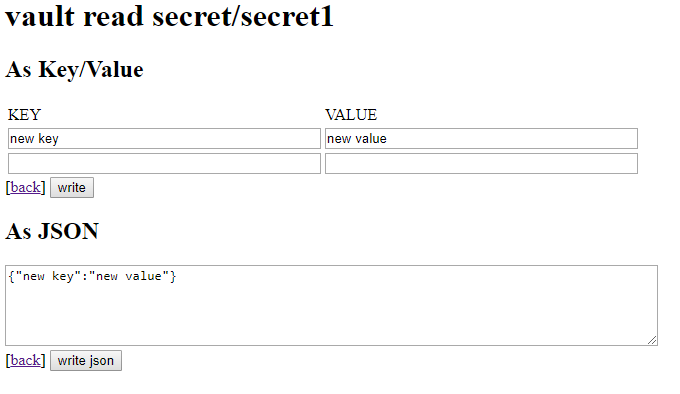 vault read secret/secret1
As Key/Value
KEY VALUE
new key new value
[back] write
As JSON
{"new key":"new value"}
[back] write json